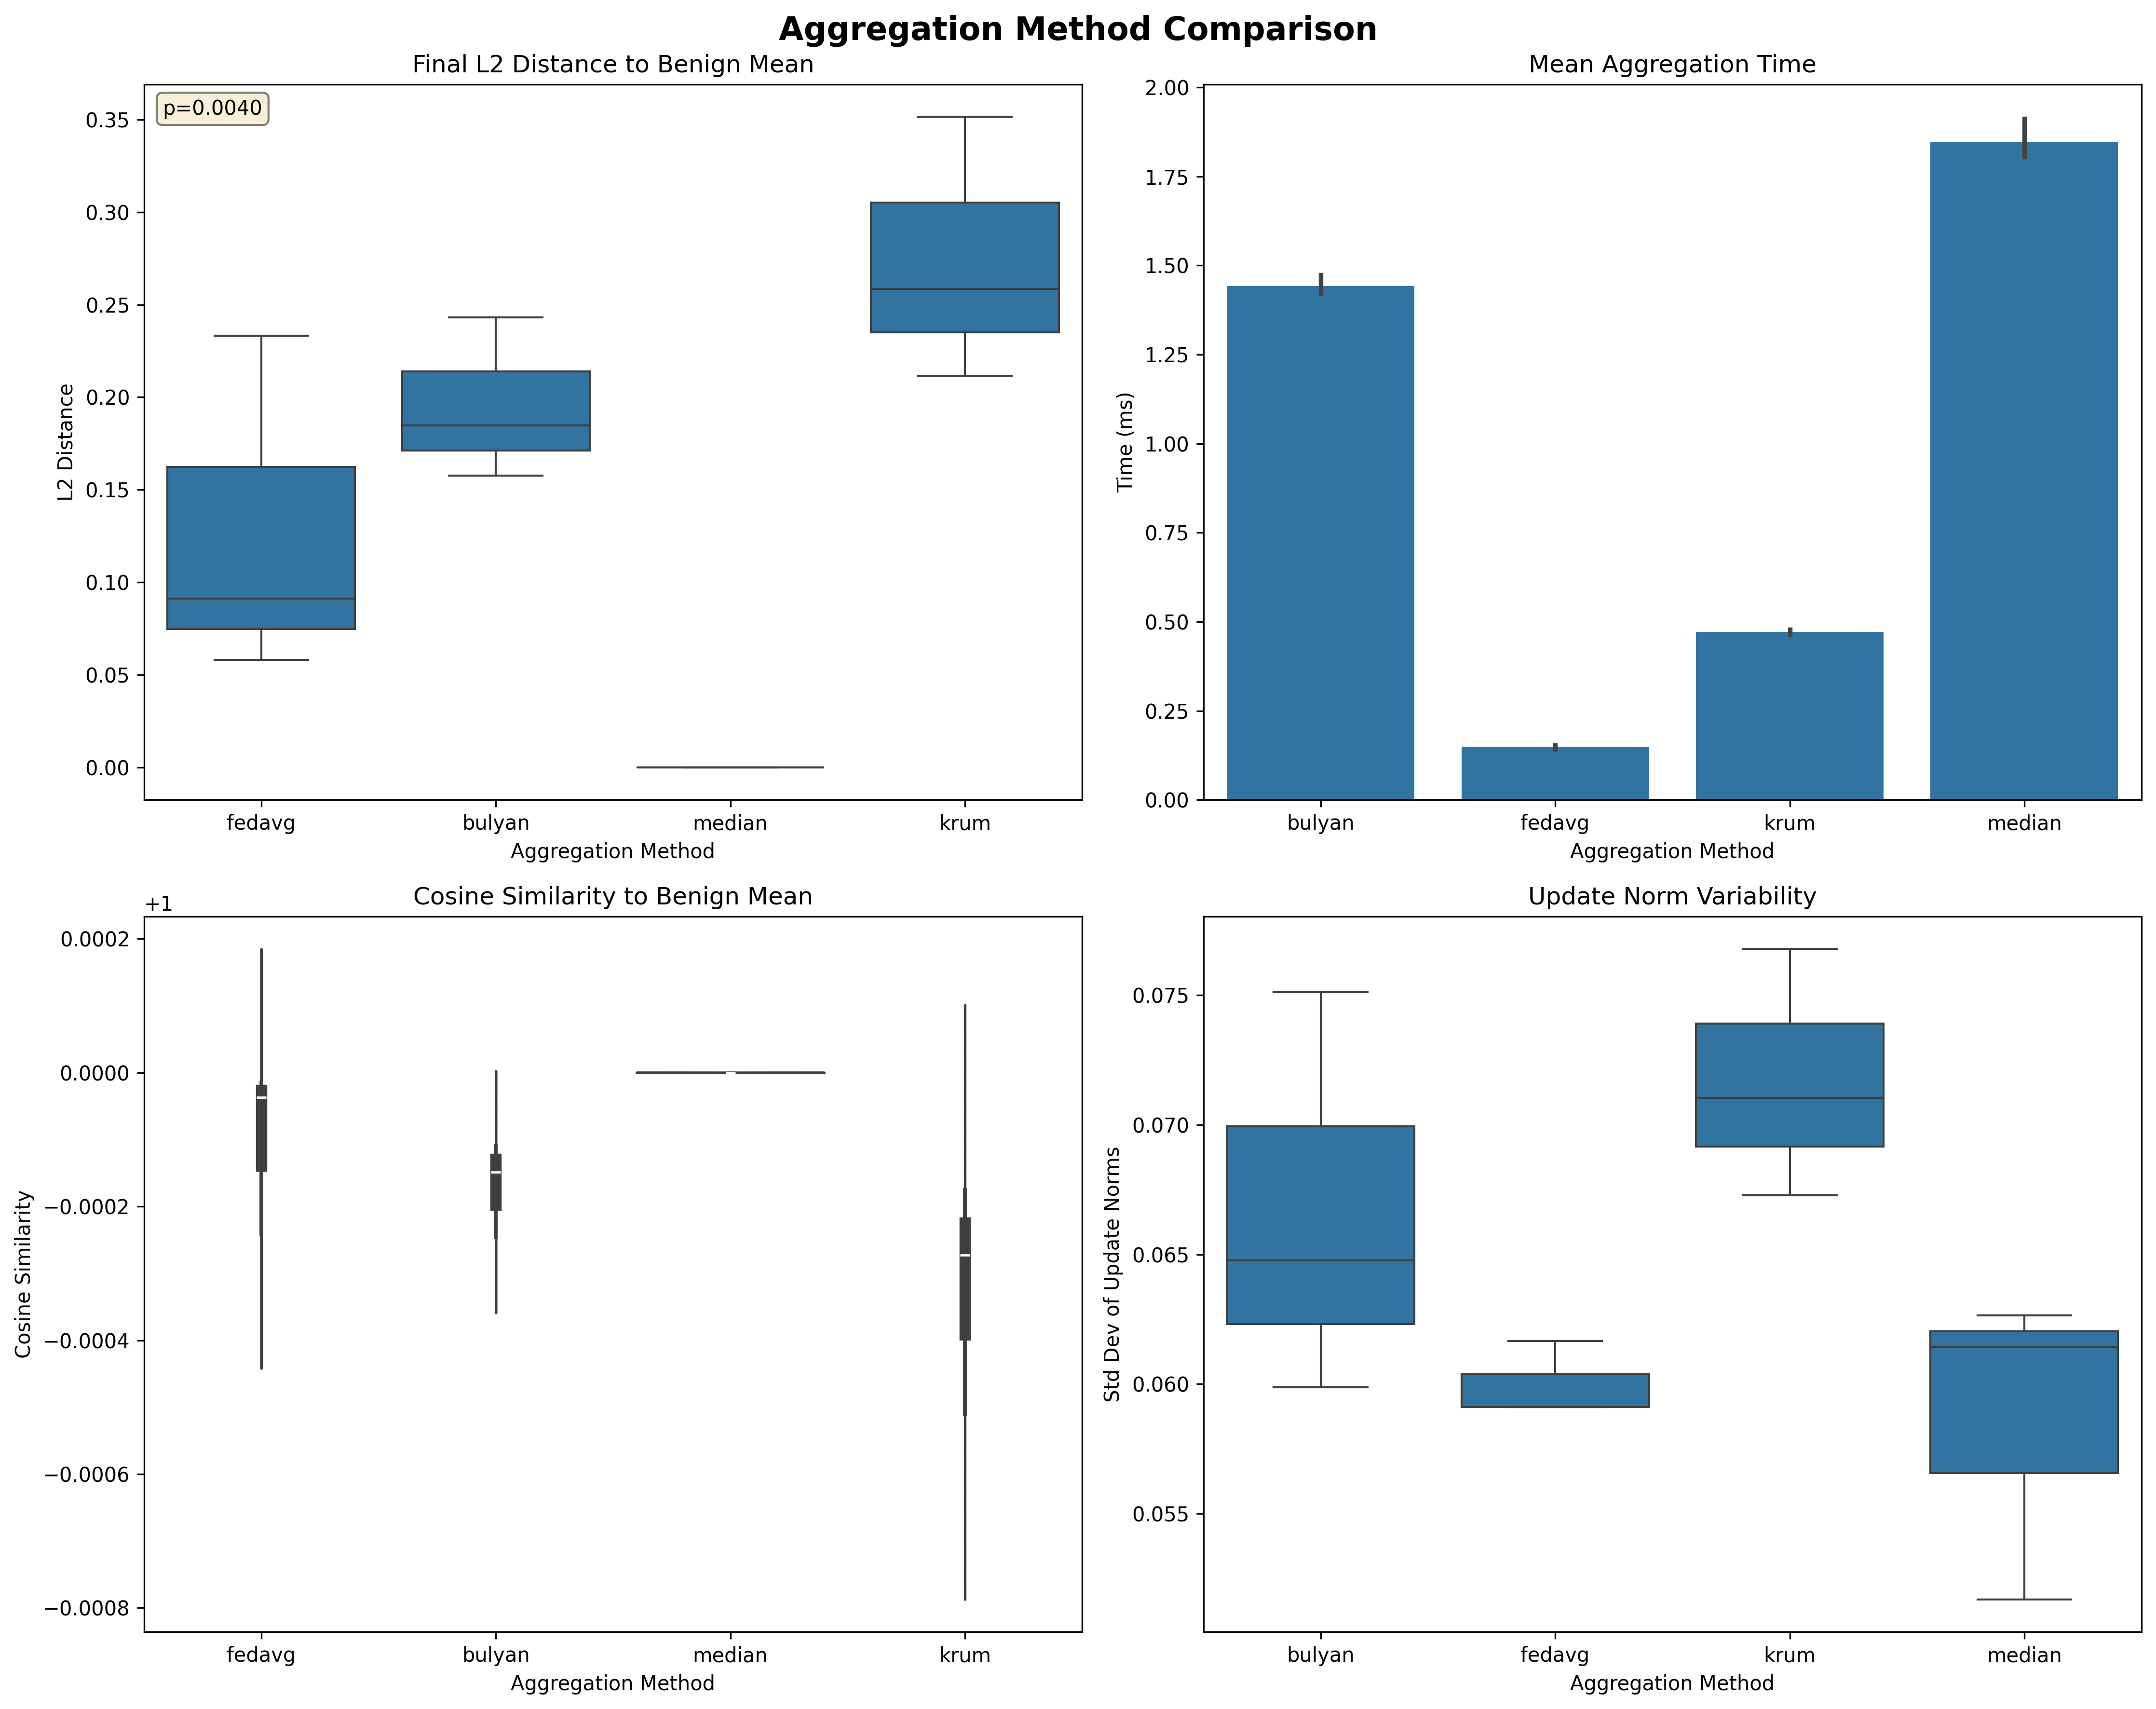 Aggregation Method Comparison
Final L2 Distance to Benign Mean
p=0.0040
0.35
0.30
0.25
0.20
0.15
0.10
0.05
0.00
L2 Distance
fedavg bulyan median krum
Aggregation Method
Mean Aggregation Time
2.00
1.75
1.50
1.25
1.00
0.75
0.50
0.25
0.00
Time (ms)
bulyan fedavg krum median
Aggregation Method
Cosine Similarity to Benign Mean
+1
0.0002
0.0000
−0.0002
−0.0004
−0.0006
−0.0008
Cosine Similarity
fedavg bulyan median krum
Aggregation Method
Update Norm Variability
0.075
0.070
0.065
0.060
0.055
Std Dev of Update Norms
bulyan fedavg krum median
Aggregation Method